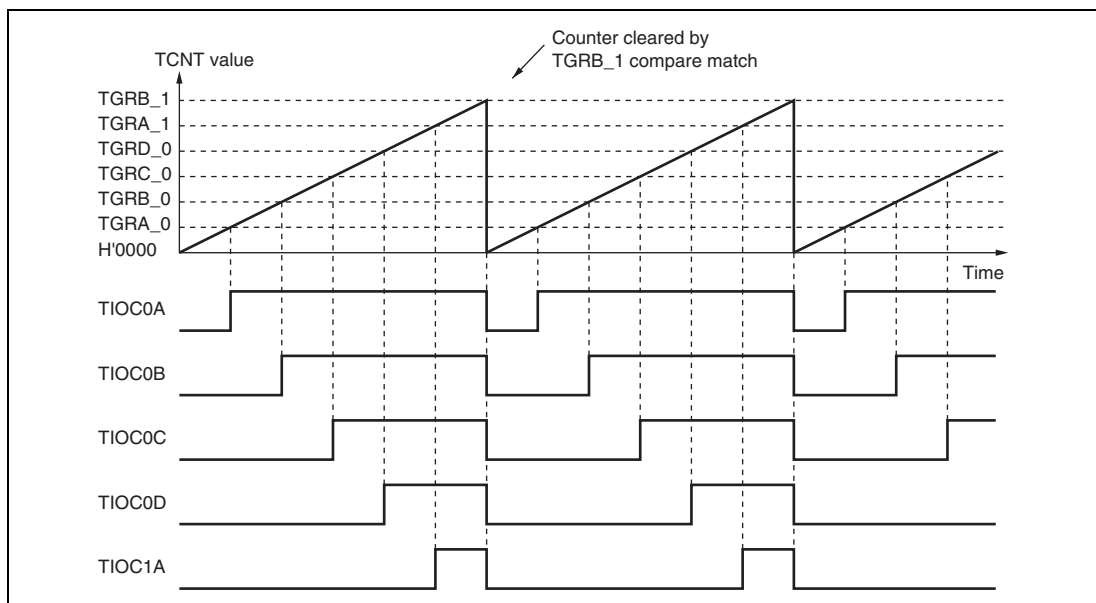 Counter cleared by
TGRB_1 compare match
TCNT value
TGRB_1
TGRA_1
TGRD_0
TGRC_0
TGRB_0
TGRA_0
H'0000
Time
TIOC0A
TIOC0B
TIOC0C
TIOC0D
TIOC1A